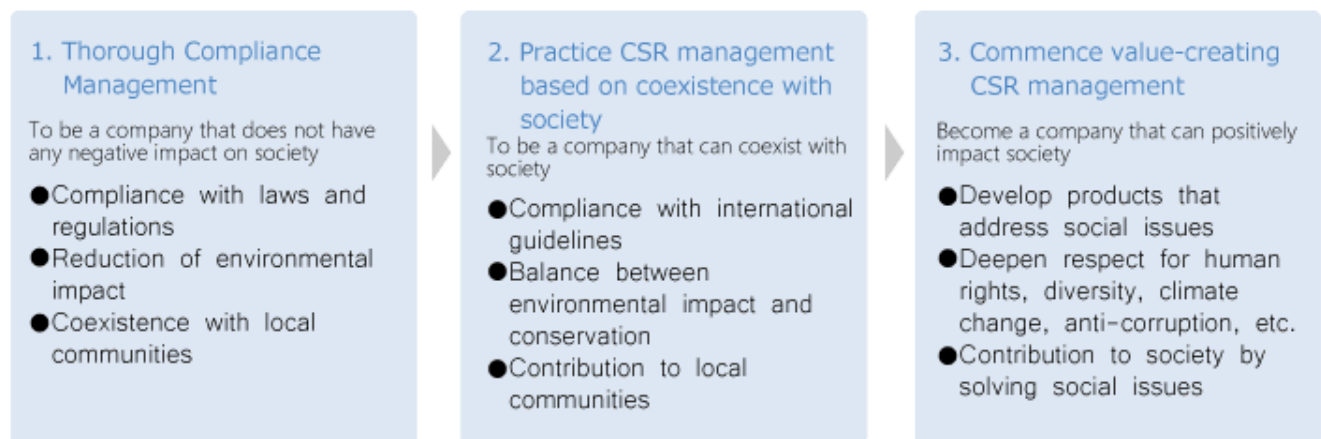 1. Thorough Compliance
Management
To be a company that does not have
any negative impact on society
●Compliance with laws and
regulations
●Reduction of environmental
impact
●Coexistence with local
communities
2. Practice CSR management
based on coexistence with
society
To be a company that can coexist with
society
●Compliance with international
guidelines
●Balance between
environmental impact and
conservation
●Contribution to local
communities
3. Commence value-creating
CSR management
Become a company that can positively
impact society
●Develop products that
address social issues
●Deepen respect for human
rights, diversity, climate
change, anti-corruption, etc.
●Contribution to society by
solving social issues